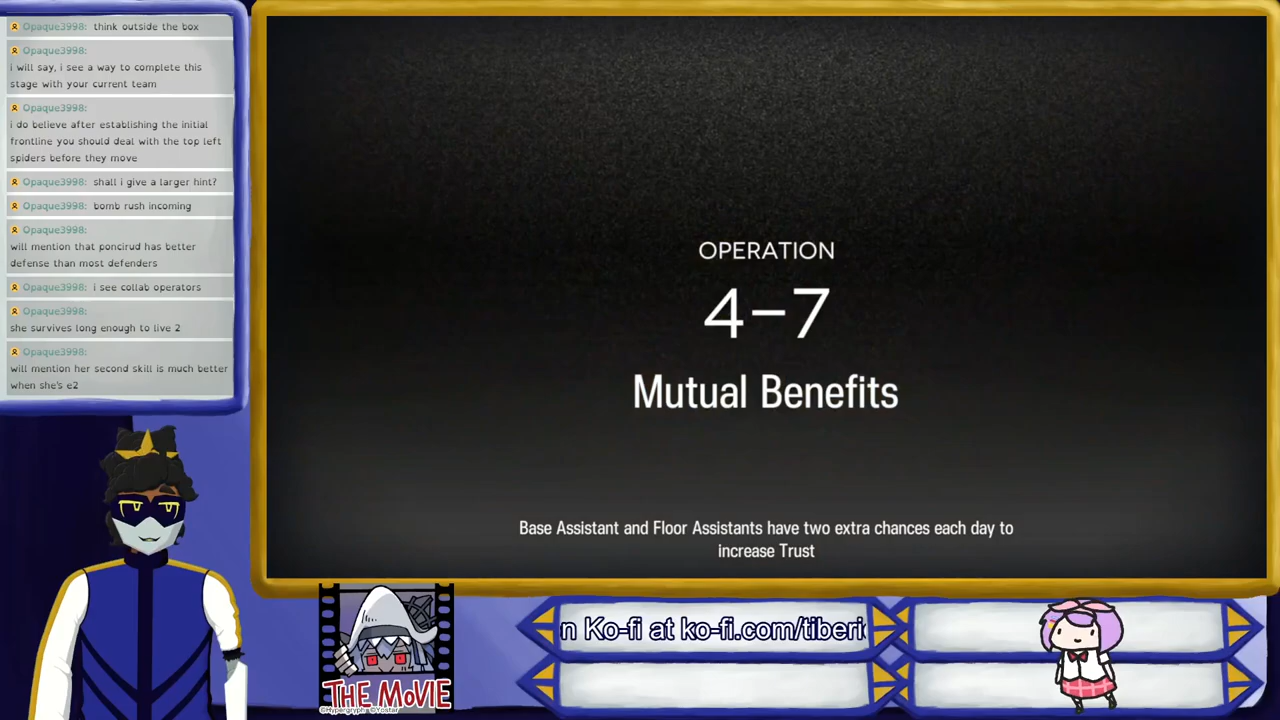 Opaque3998: think outside the box
Opaque3998:
i will say, i see a way to complete this
stage with your current team
Opaque3998:
i do believe after establishing the initial
frontline you should deal with the top left
spiders before they move
Opaque3998: shall i give a larger hint?
Opaque3998: bomb rush incoming
Opaque3998:
will mention that poncirud has better
defense than most defenders
Opaque3998: i see collab operators
Opaque3998:
she survives long enough to live 2
Opaque3998:
will mention her second skill is much better
when she's e2
OPERATION
4-7
Mutual Benefits
Base Assistant and Floor Assistants have two extra chances each day to
increase Trust
THE MOVIE
©Hypergryph ©Yostar
n Ko-fi at ko-fi.com/tiberi